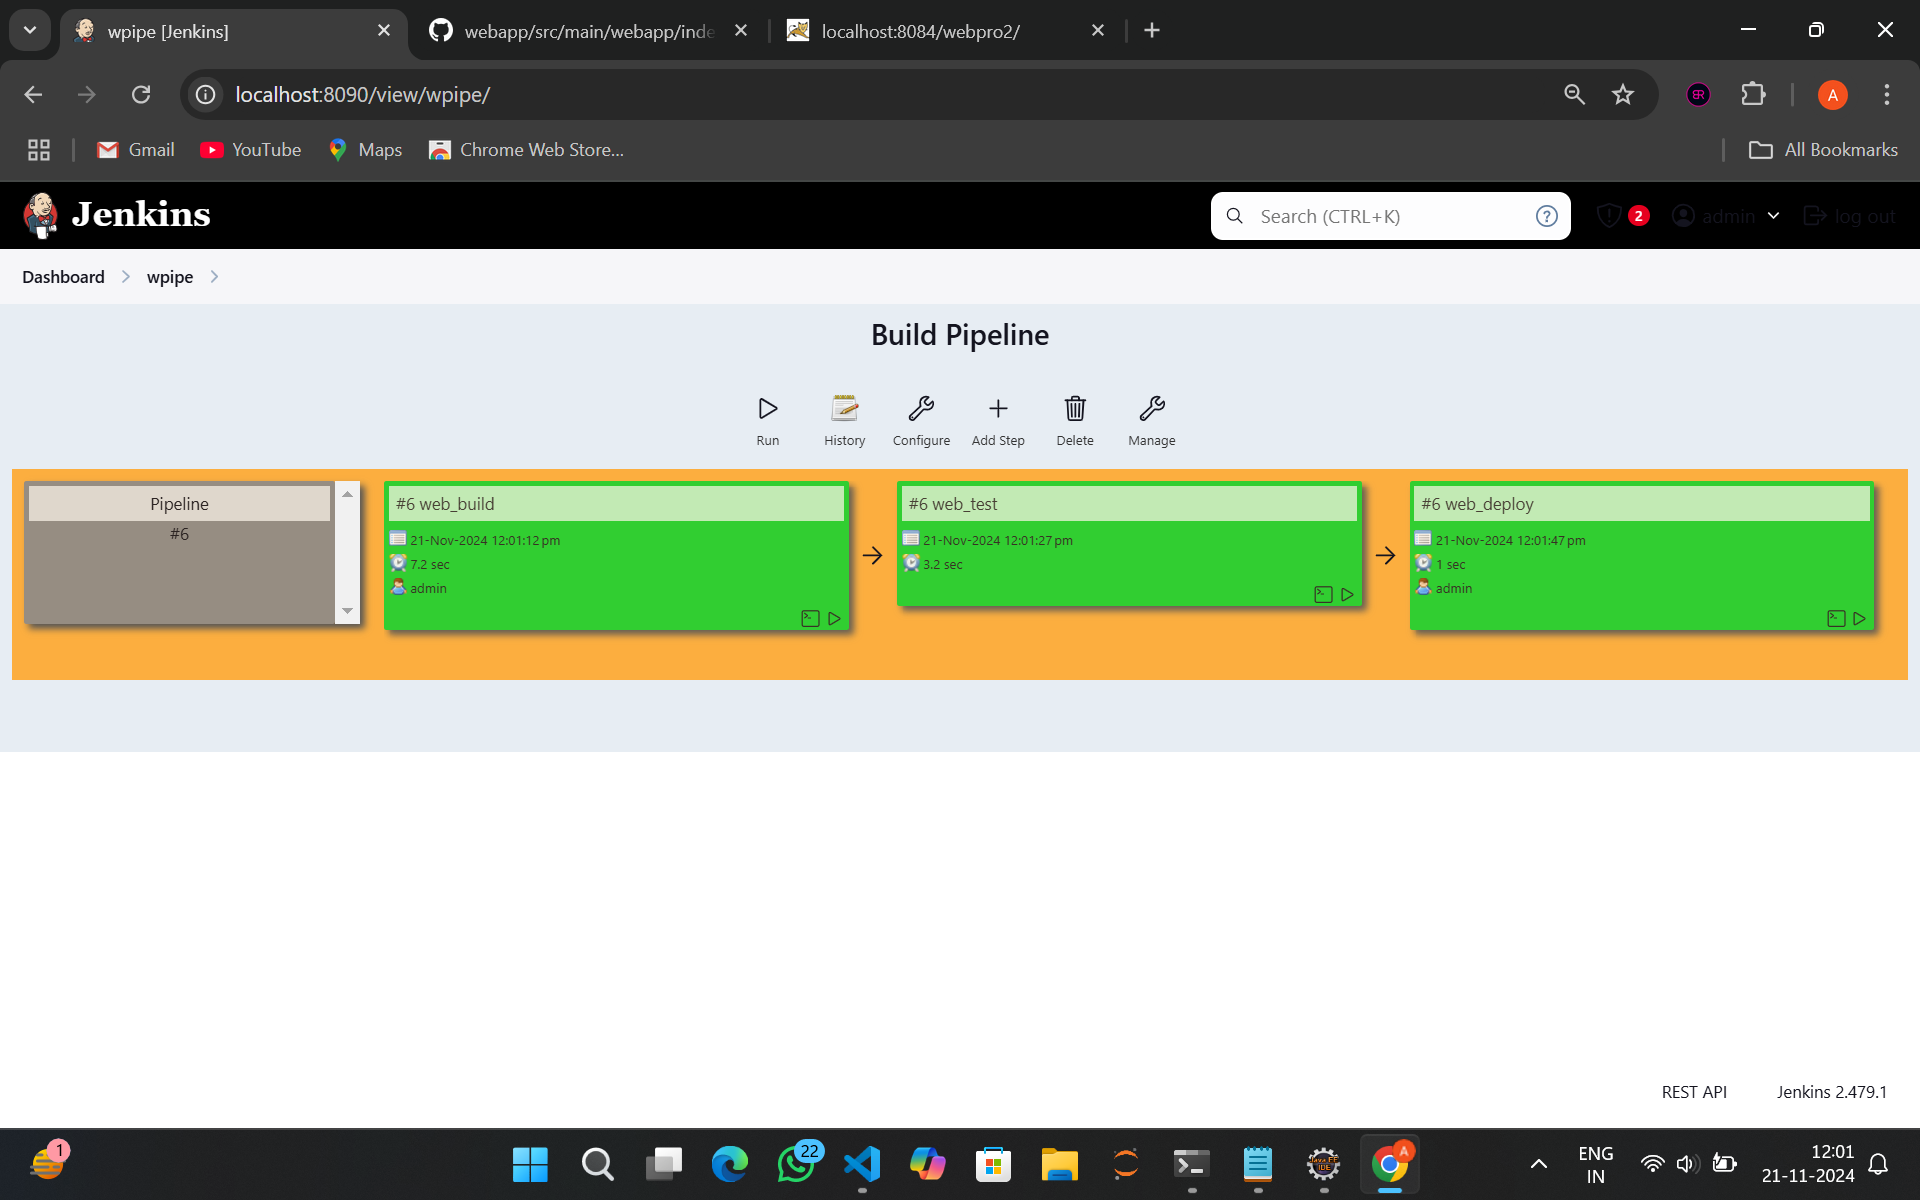 wpipe [Jenkins]
webapp/src/main/webapp/inde
localhost:8084/webpro2/
localhost:8090/view/wpipe/
A
Gmail
YouTube
Maps
Chrome Web Store...
All Bookmarks
Jenkins
Search (CTRL+K)
?
2
admin
log out
Dashboard
wpipe
Build Pipeline
Run
History
Configure
Add Step
Delete
Manage
Pipeline
#6
#6 web_build
21-Nov-2024 12:01:12 pm
7.2 sec
admin
#6 web_test
21-Nov-2024 12:01:27 pm
3.2 sec
#6 web_deploy
21-Nov-2024 12:01:47 pm
1 sec
admin
REST API
Jenkins 2.479.1
1
22
Java EE
IDE
A
ENG
IN
12:01
21-11-2024